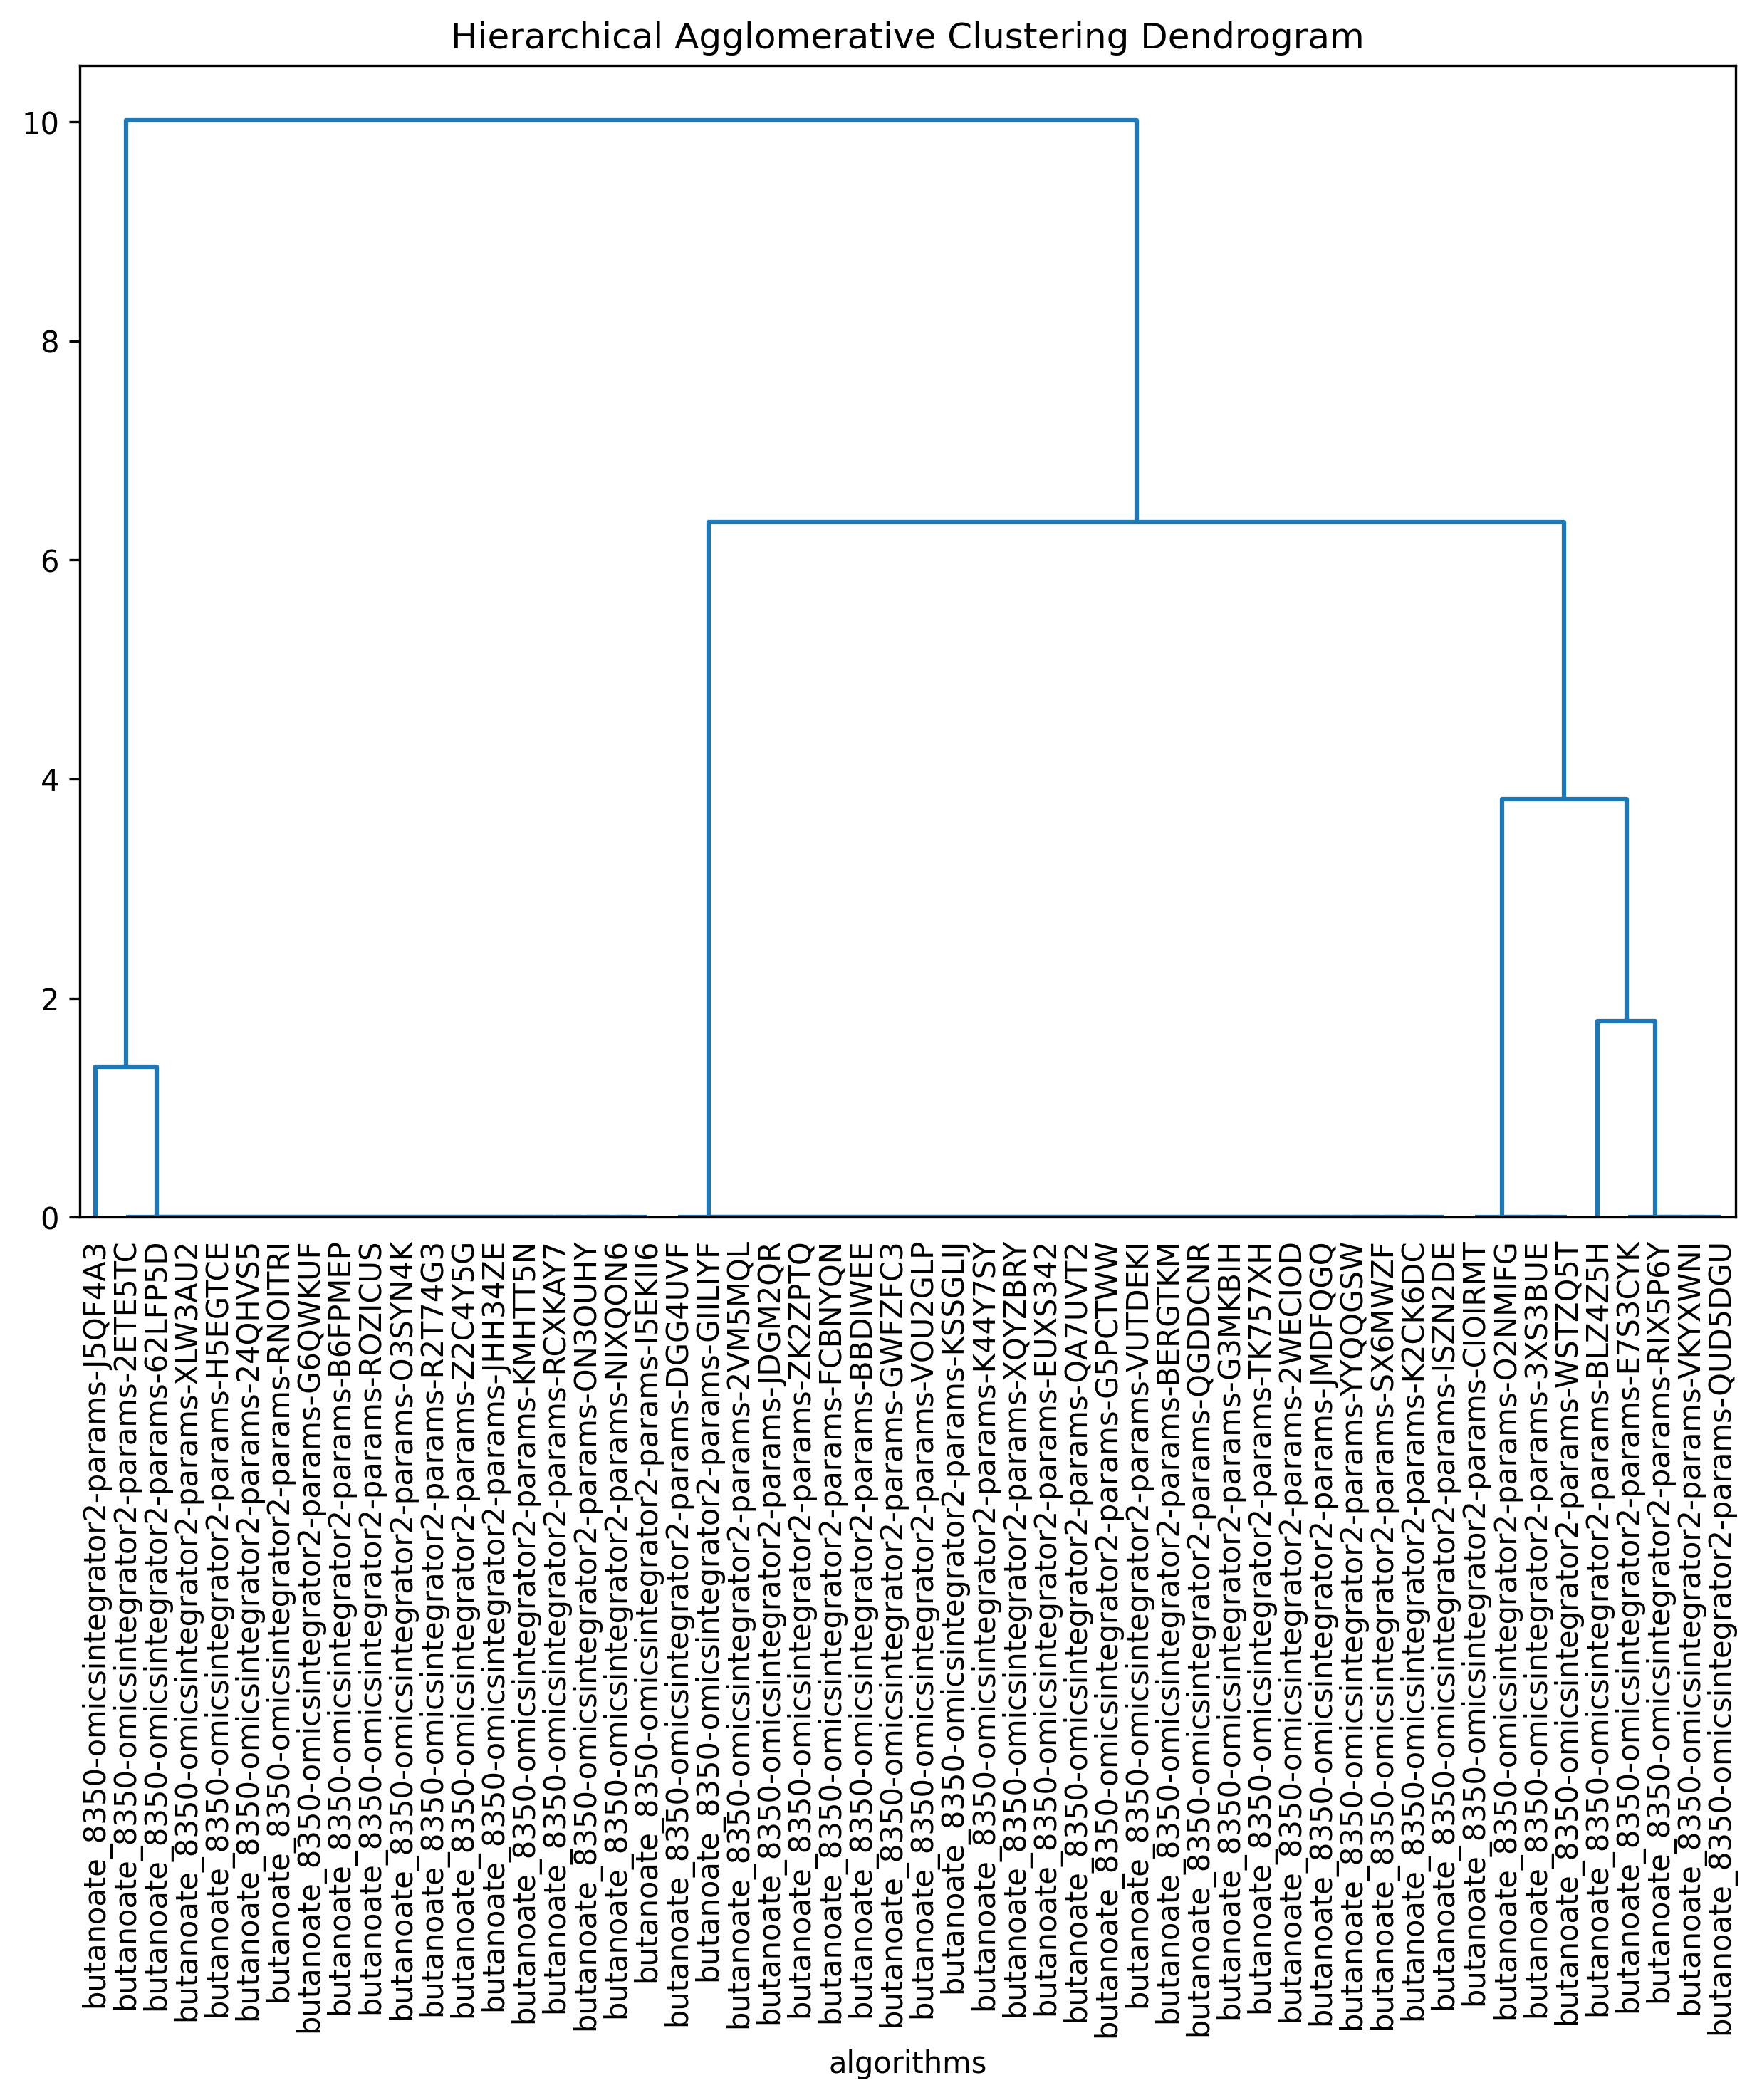 Hierarchical Agglomerative Clustering Dendrogram
10
8
6
4
2
0
butanoate_8350-omicsintegrator2-params-J5QF4A3
butanoate_8350-omicsintegrator2-params-2ETE5TC
butanoate_8350-omicsintegrator2-params-62LFP5D
butanoate_8350-omicsintegrator2-params-XLW3AU2
butanoate_8350-omicsintegrator2-params-H5EGTCE
butanoate_8350-omicsintegrator2-params-24QHVS5
butanoate_8350-omicsintegrator2-params-RNOITRI
butanoate_8350-omicsintegrator2-params-G6QWKUF
butanoate_8350-omicsintegrator2-params-B6FPMEP
butanoate_8350-omicsintegrator2-params-ROZICUS
butanoate_8350-omicsintegrator2-params-O3SYN4K
butanoate_8350-omicsintegrator2-params-R2T74G3
butanoate_8350-omicsintegrator2-params-Z2C4Y5G
butanoate_8350-omicsintegrator2-params-JHH34ZE
butanoate_8350-omicsintegrator2-params-KMHTT5N
butanoate_8350-omicsintegrator2-params-RCXKAY7
butanoate_8350-omicsintegrator2-params-ON3OUHY
butanoate_8350-omicsintegrator2-params-NIXQON6
butanoate_8350-omicsintegrator2-params-I5EKII6
butanoate_8350-omicsintegrator2-params-DGG4UVF
butanoate_8350-omicsintegrator2-params-GIILIYF
butanoate_8350-omicsintegrator2-params-2VM5MQL
butanoate_8350-omicsintegrator2-params-JDGM2QR
butanoate_8350-omicsintegrator2-params-ZK2ZPTQ
butanoate_8350-omicsintegrator2-params-FCBNYQN
butanoate_8350-omicsintegrator2-params-BBDIWEE
butanoate_8350-omicsintegrator2-params-GWFZFC3
butanoate_8350-omicsintegrator2-params-VOU2GLP
butanoate_8350-omicsintegrator2-params-KSSGLIJ
butanoate_8350-omicsintegrator2-params-K44Y7SY
butanoate_8350-omicsintegrator2-params-XQYZBRY
butanoate_8350-omicsintegrator2-params-EUXS342
butanoate_8350-omicsintegrator2-params-QA7UVT2
butanoate_8350-omicsintegrator2-params-G5PCTWW
butanoate_8350-omicsintegrator2-params-VUTDEKI
butanoate_8350-omicsintegrator2-params-BERGTKM
butanoate_8350-omicsintegrator2-params-QGDDCNR
butanoate_8350-omicsintegrator2-params-G3MKBIH
butanoate_8350-omicsintegrator2-params-TK757XH
butanoate_8350-omicsintegrator2-params-2WECIOD
butanoate_8350-omicsintegrator2-params-JMDFQGQ
butanoate_8350-omicsintegrator2-params-YYQQGSW
butanoate_8350-omicsintegrator2-params-SX6MWZF
butanoate_8350-omicsintegrator2-params-K2CK6DC
butanoate_8350-omicsintegrator2-params-ISZN2DE
butanoate_8350-omicsintegrator2-params-CIOIRMT
butanoate_8350-omicsintegrator2-params-O2NMIFG
butanoate_8350-omicsintegrator2-params-3XS3BUE
butanoate_8350-omicsintegrator2-params-WSTZQ5T
butanoate_8350-omicsintegrator2-params-BLZ4Z5H
butanoate_8350-omicsintegrator2-params-E7S3CYK
butanoate_8350-omicsintegrator2-params-RIX5P6Y
butanoate_8350-omicsintegrator2-params-VKYXWNI
butanoate_8350-omicsintegrator2-params-QUD5DGU
algorithms